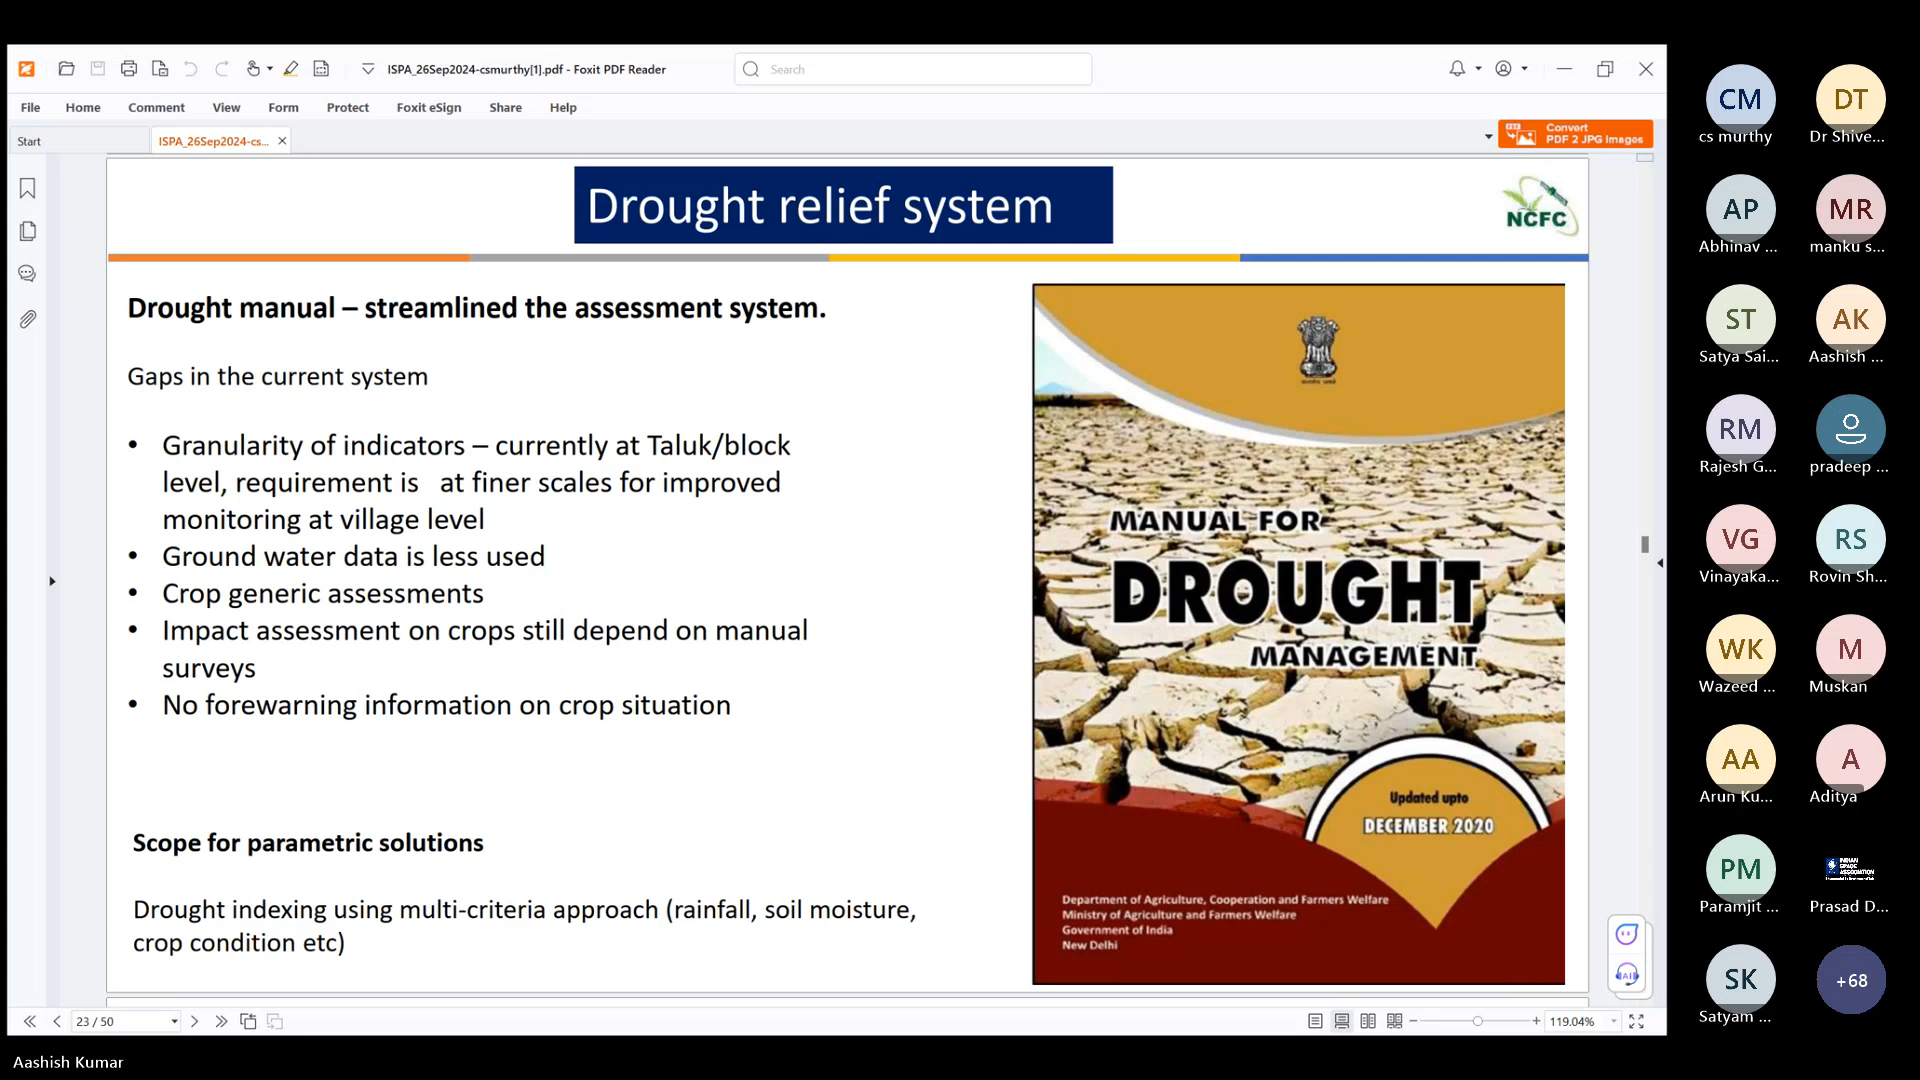 ISPA_26Sep2024-csmurthy[1].pdf - Foxit PDF Reader
Search
File Home Comment View Form Protect Foxit eSign Share Help
Start
ISPA_26Sep2024-cs...
Convert
PDF 2 JPG Images
Drought relief system
NCFC
Drought manual – streamlined the assessment system.
Gaps in the current system
• Granularity of indicators – currently at Taluk/block
level, requirement is at finer scales for improved
monitoring at village level
• Ground water data is less used
• Crop generic assessments
• Impact assessment on crops still depend on manual
surveys
• No forewarning information on crop situation
Scope for parametric solutions
Drought indexing using multi-criteria approach (rainfall, soil moisture,
crop condition etc)
MANUAL FOR
DROUGHT
MANAGEMENT
Updated upto
DECEMBER 2020
Department of Agriculture, Cooperation and Farmers Welfare
Ministry of Agriculture and Farmers Welfare
Government of India
New Delhi
AI
23 / 50
119.04%
CM
cs murthy
DT
Dr Shive...
AP
Abhinav ...
MR
manku s...
ST
Satya Sai...
AK
Aashish ...
RM
Rajesh G...
pradeep ...
VG
Vinayaka...
RS
Rovin Sh...
WK
Wazeed ...
M
Muskan
AA
Arun Ku...
A
Aditya
PM
Paramjit ...
INDIAN
SPACE
ASSOCIATION
Prasad D...
SK
Satyam ...
+68
Aashish Kumar